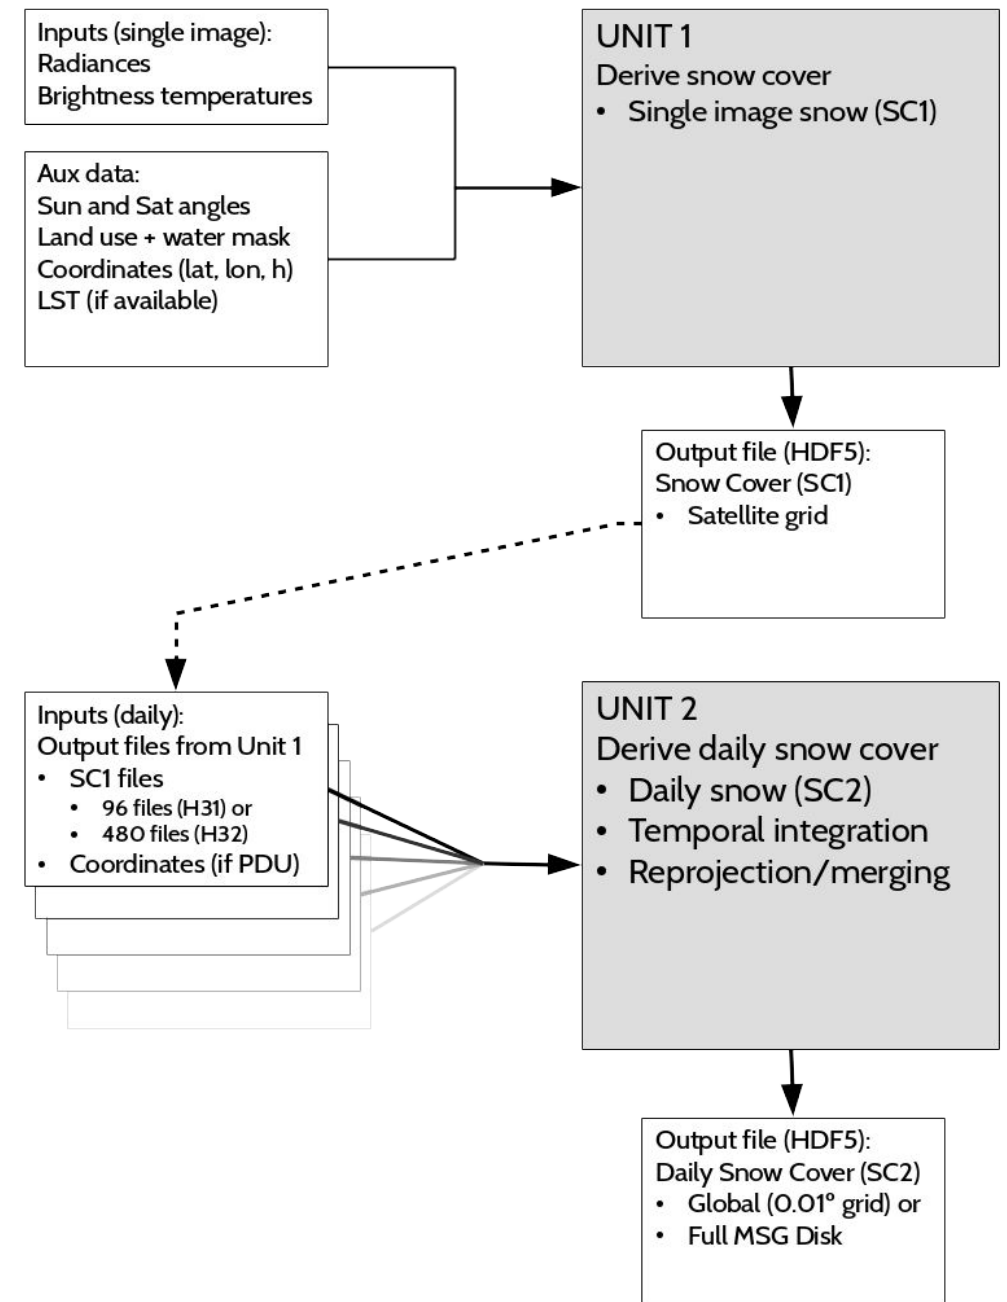 Inputs (single image):
Radiances
Brightness temperatures
Aux data:
Sun and Sat angles
Land use + water mask
Coordinates (lat, lon, h)
LST (if available)
UNIT 1
Derive snow cover
• Single image snow (SC1)
Output file (HDF5):
Snow Cover (SC1)
• Satellite grid
Inputs (daily):
Output files from Unit 1
• SC1 files
• 96 files (H31) or
• 480 files (H32)
• Coordinates (if PDU)
UNIT 2
Derive daily snow cover
• Daily snow (SC2)
• Temporal integration
• Reprojection/merging
Output file (HDF5):
Daily Snow Cover (SC2)
• Global (0.01° grid) or
• Full MSG Disk